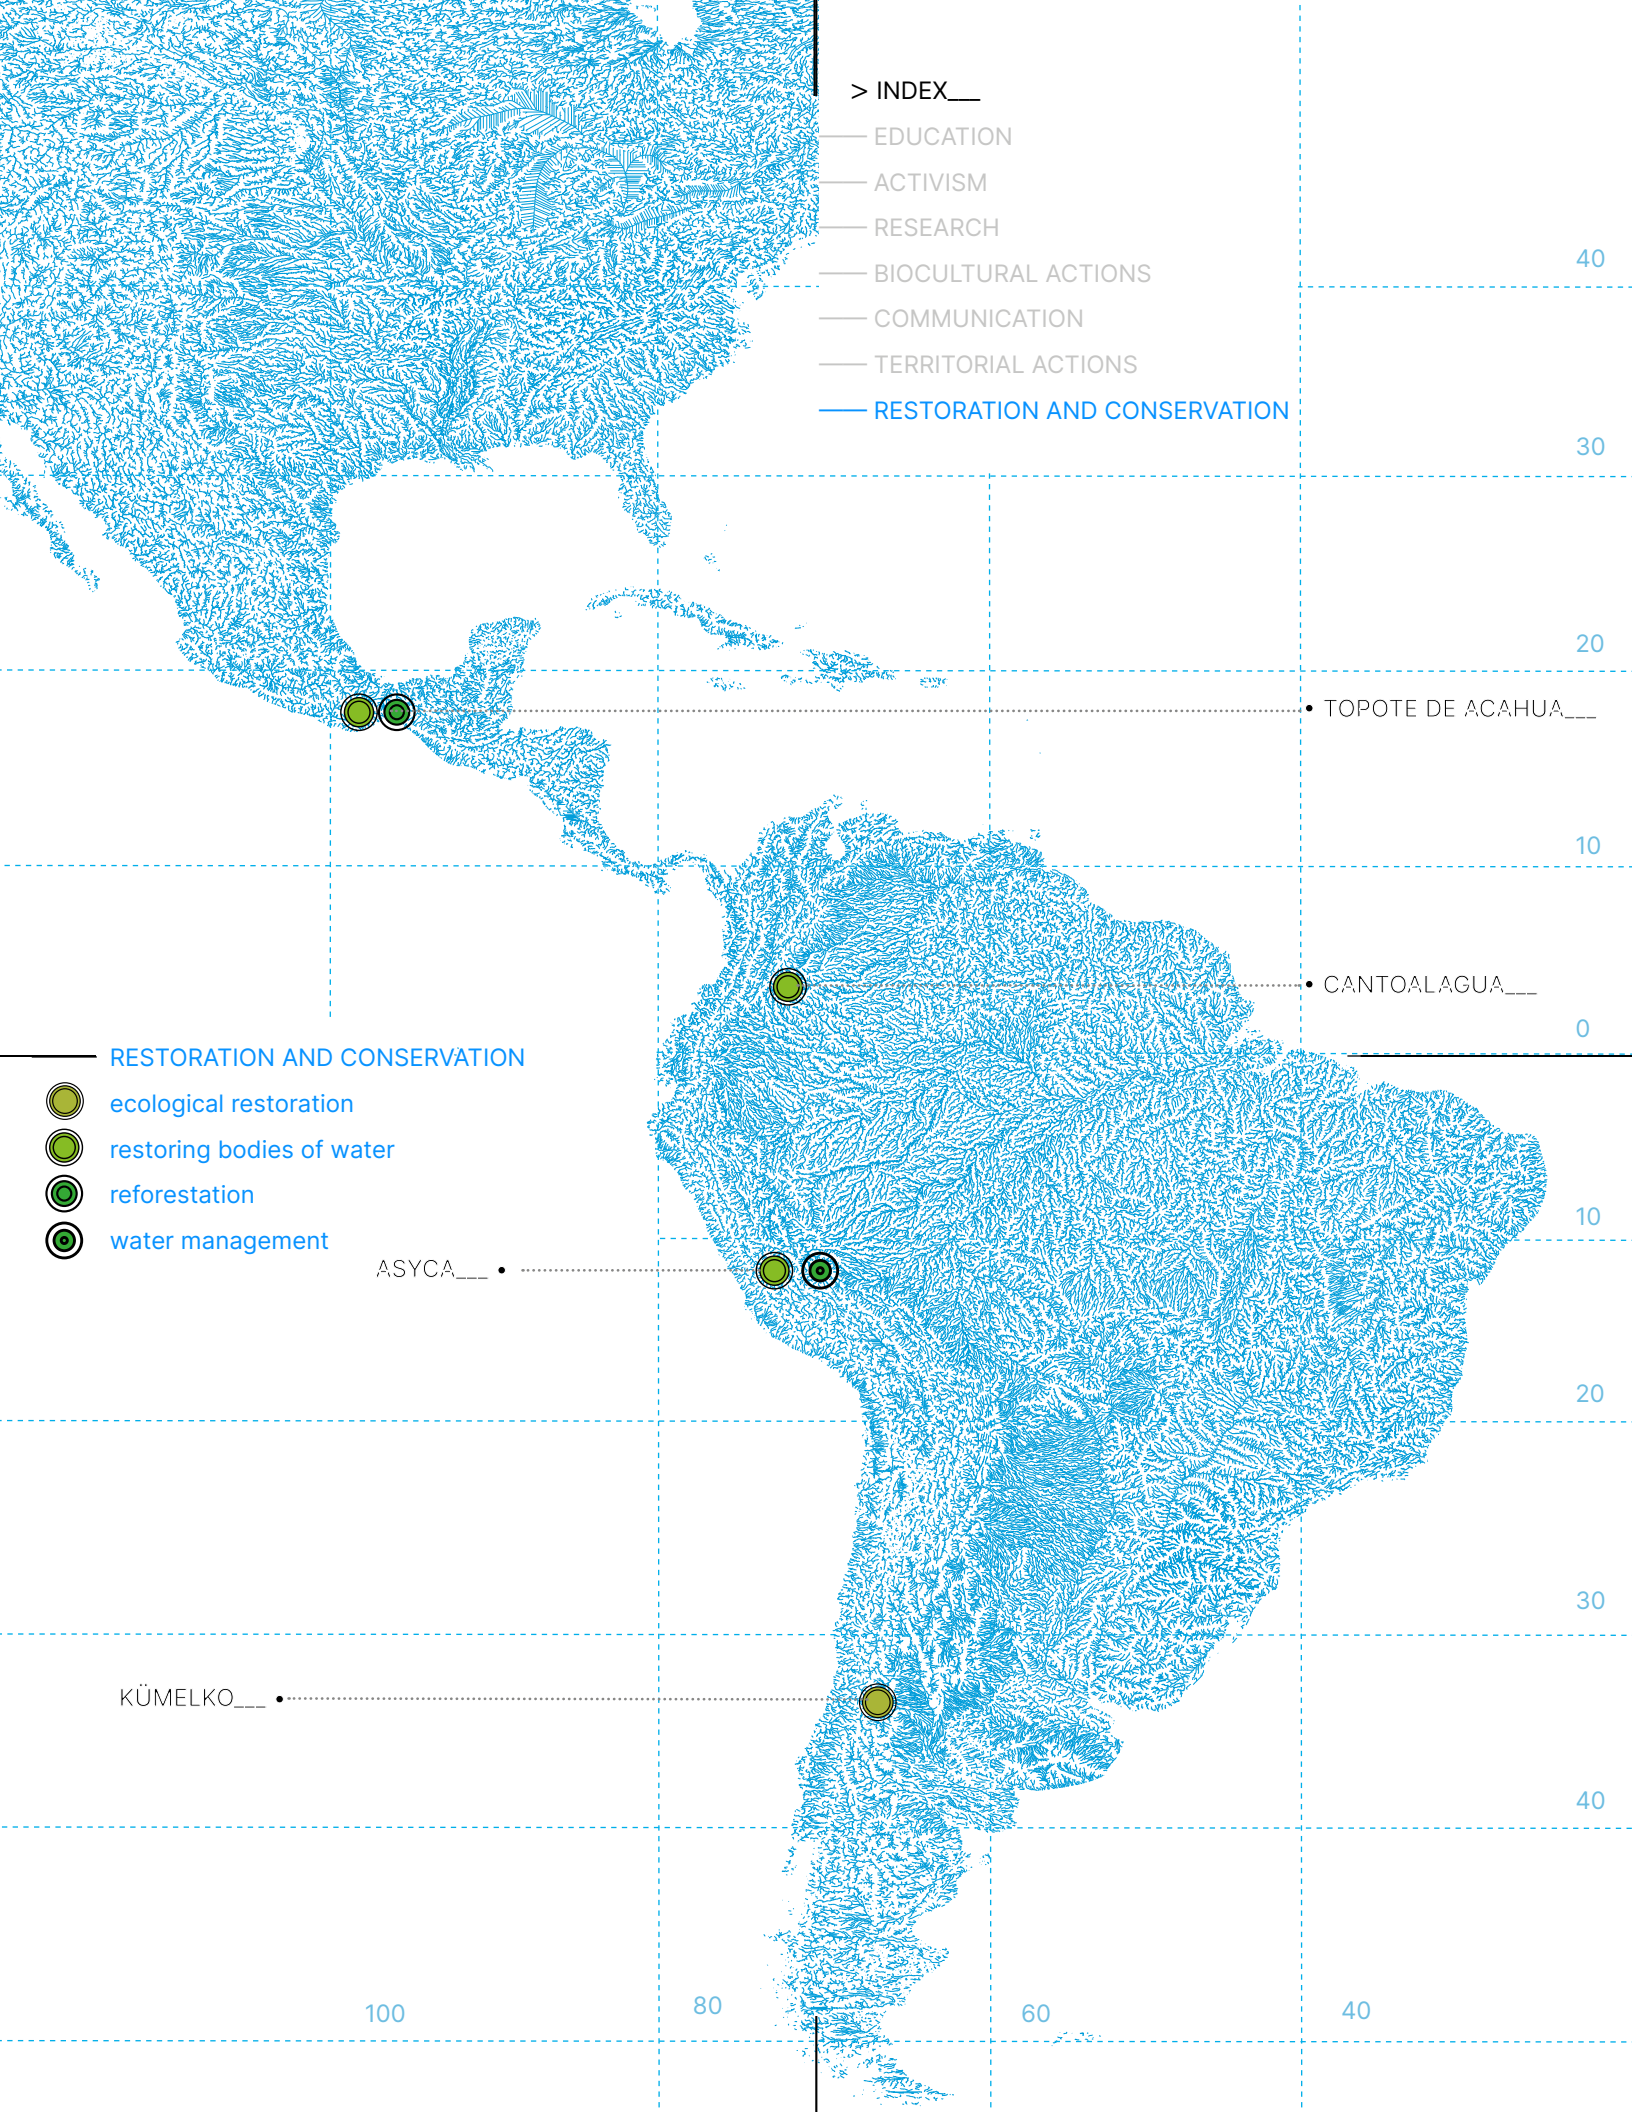 > INDEX___
EDUCATION
ACTIVISM
RESEARCH
BIOCULTURAL ACTIONS
COMMUNICATION
TERRITORIAL ACTIONS
RESTORATION AND CONSERVATION
40
30
20
TOPOTE DE ACAHUA___
10
CANTOALAGUA___
0
RESTORATION AND CONSERVATION
ecological restoration
restoring bodies of water
reforestation
water management
10
ASYCA___
20
30
KÜMELKO___
40
100
80
60
40